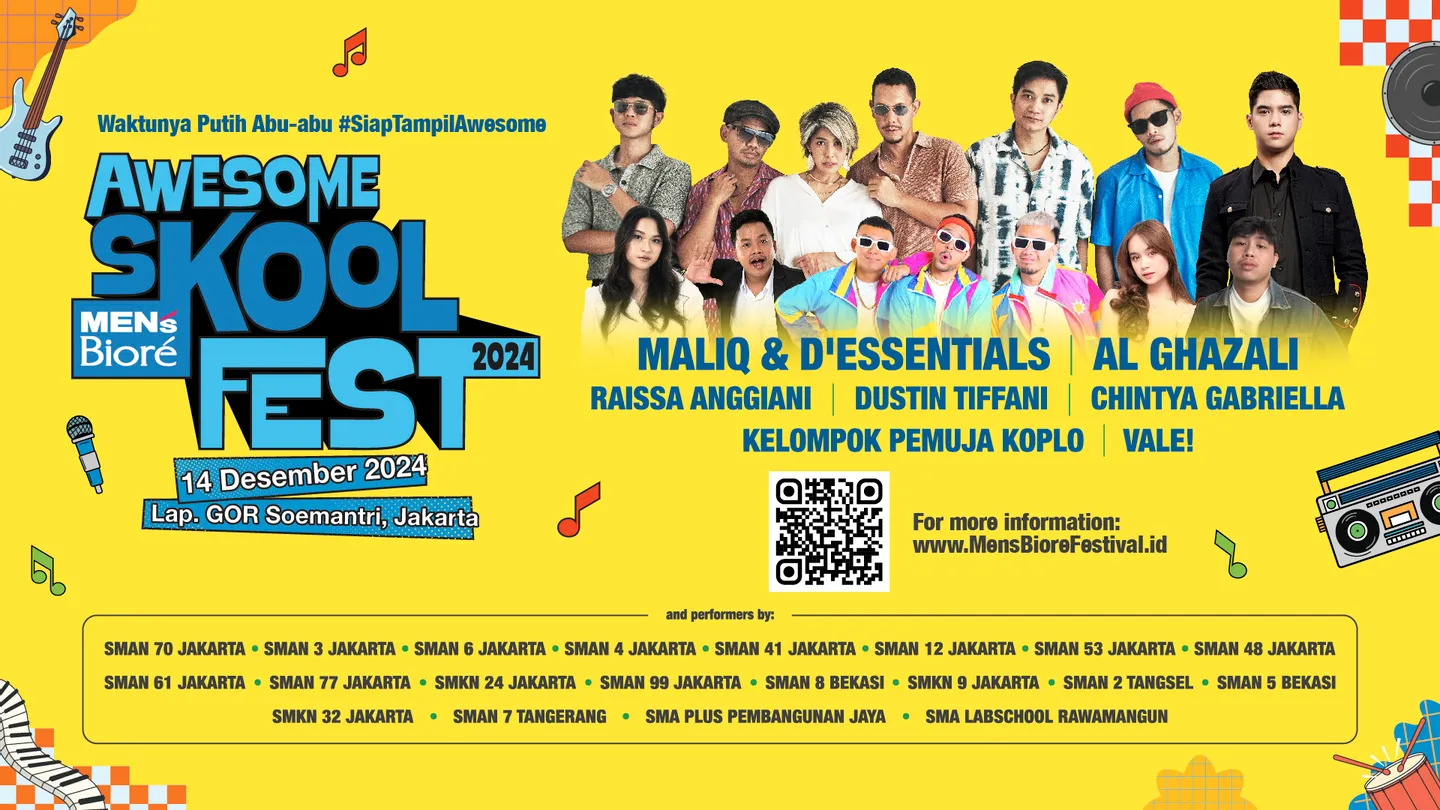 Waktunya Putih Abu-abu #SiapTampilAwesome
AWESOME
SKOOL
MEN's
Bioré
FEST
2024
14 Desember 2024
Lap. GOR Soemantri, Jakarta
MALIQ & D'ESSENTIALS | AL GHAZALI
RAISSA ANGGIANI | DUSTIN TIFFANI | CHINTYA GABRIELLA
KELOMPOK PEMUJA KOPLO | VALE!
For more information:
www.MensBioreFestival.id
and performers by:
SMAN 70 JAKARTA • SMAN 3 JAKARTA • SMAN 6 JAKARTA • SMAN 4 JAKARTA • SMAN 41 JAKARTA • SMAN 12 JAKARTA • SMAN 53 JAKARTA • SMAN 48 JAKARTA
SMAN 61 JAKARTA • SMAN 77 JAKARTA • SMKN 24 JAKARTA • SMAN 99 JAKARTA • SMAN 8 BEKASI • SMKN 9 JAKARTA • SMAN 2 TANGSEL • SMAN 5 BEKASI
SMKN 32 JAKARTA • SMAN 7 TANGERANG • SMA PLUS PEMBANGUNAN JAYA • SMA LABSCHOOL RAWAMANGUN